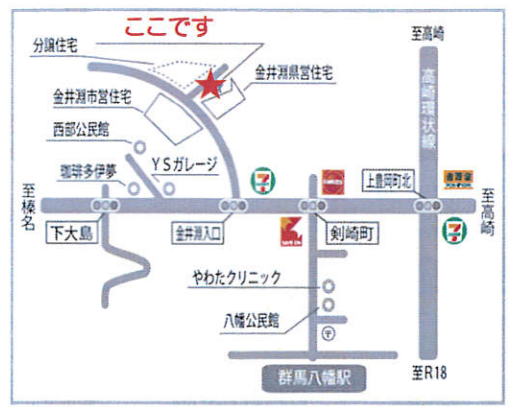 ここです
至高崎
分譲住宅
金井淵県営住宅
高崎環状線
金井淵市営住宅
西部公民館
YSガレージ
珈琲多伊夢
上豊岡町北
至榛名
至高崎
下大島
金井淵入口
剣崎町
やわたクリニック
八幡公民館
〒
群馬八幡駅
至R18